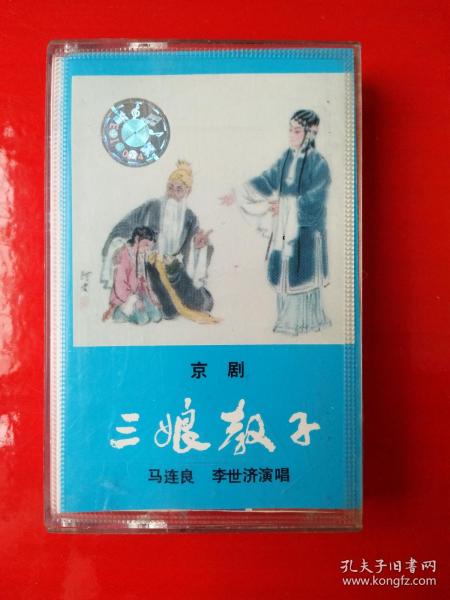 京剧
三娘教子
马连良 李世济演唱
孔夫子旧书网
www.kongfz.com